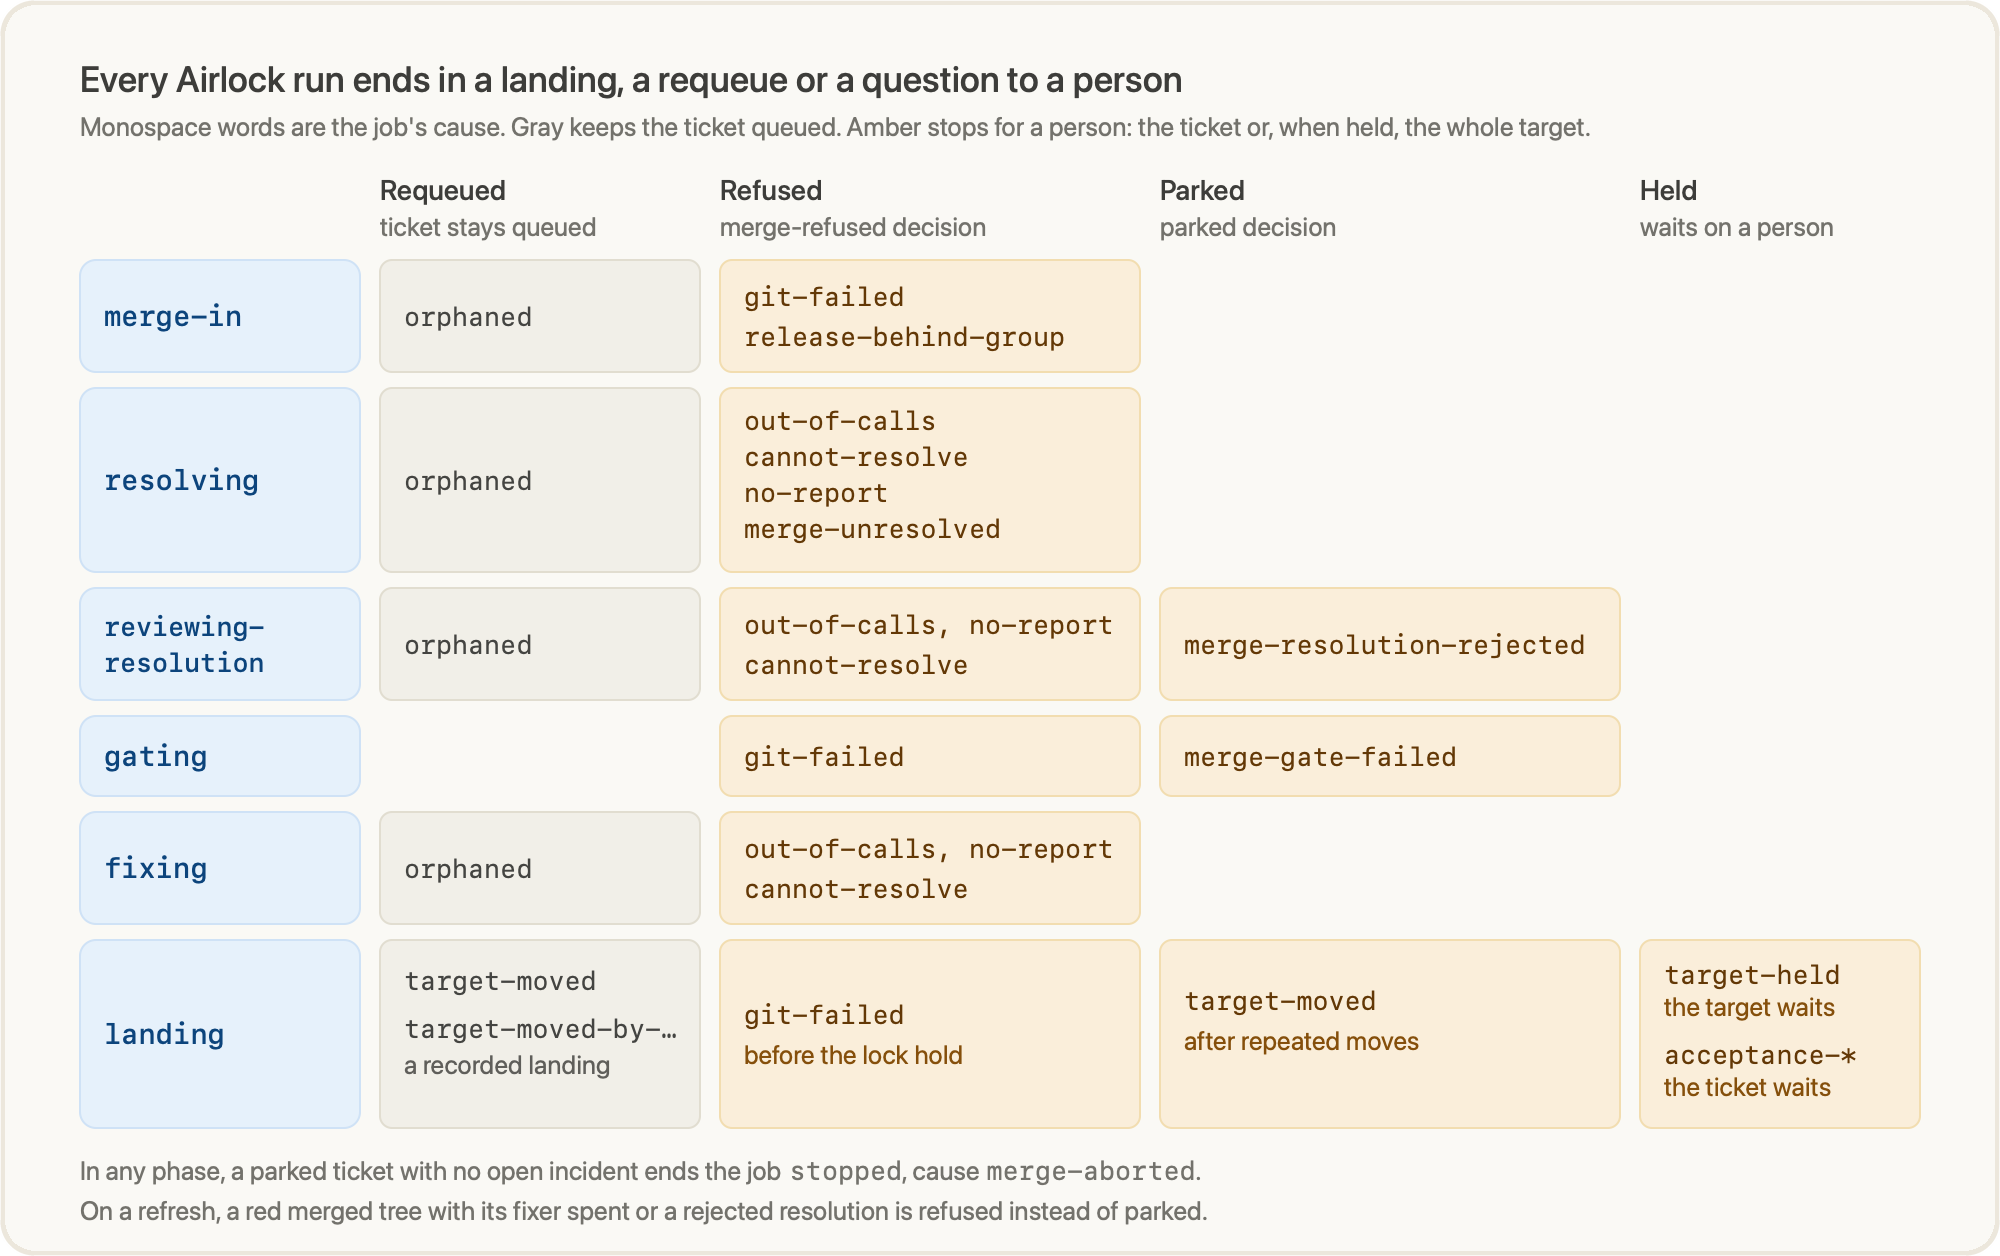 Every Airlock run ends in a landing, a requeue or a question to a person
Monospace words are the job's cause. Gray keeps the ticket queued. Amber stops for a person: the ticket or, when held, the whole target.
Requeued
ticket stays queued
Refused
merge-refused decision
Parked
parked decision
Held
waits on a person
merge-in
orphaned
git-failed
release-behind-group
resolving
orphaned
out-of-calls
cannot-resolve
no-report
merge-unresolved
reviewing-
resolution
orphaned
out-of-calls, no-report
cannot-resolve
merge-resolution-rejected
gating
git-failed
merge-gate-failed
fixing
orphaned
out-of-calls, no-report
cannot-resolve
landing
target-moved
target-moved-by-…
a recorded landing
git-failed
before the lock hold
target-moved
after repeated moves
target-held
the target waits
acceptance-*
the ticket waits
In any phase, a parked ticket with no open incident ends the job stopped, cause merge-aborted.
On a refresh, a red merged tree with its fixer spent or a rejected resolution is refused instead of parked.